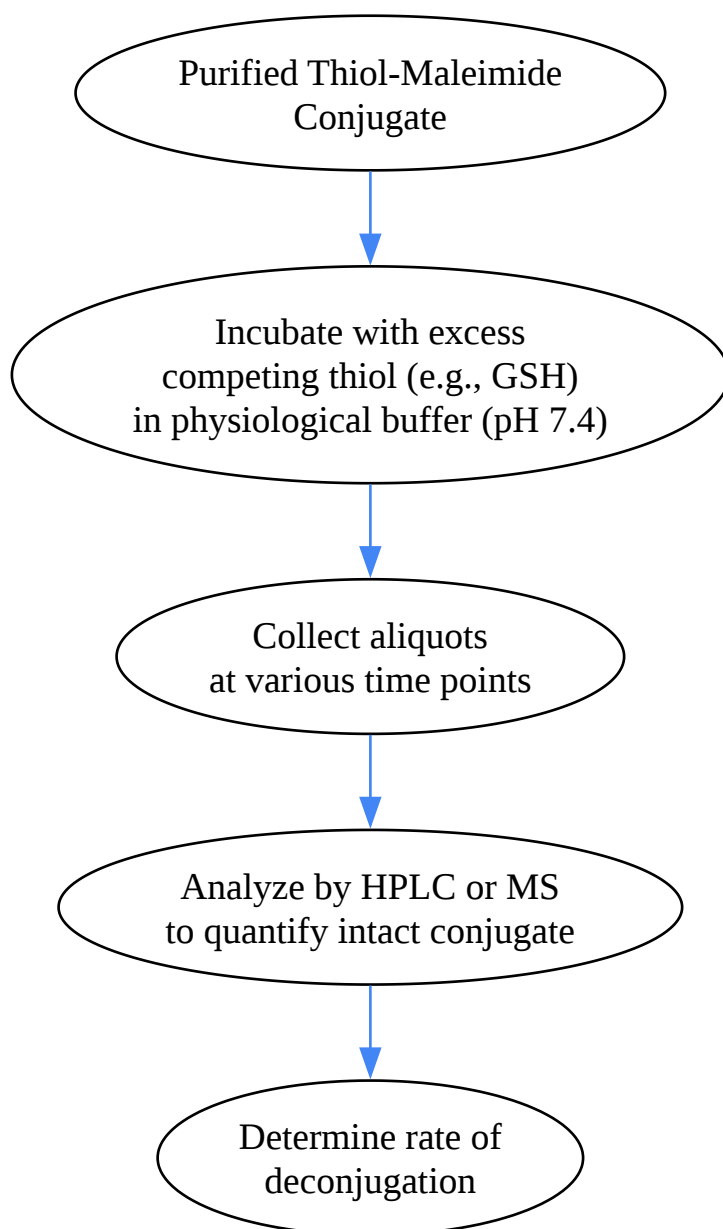 Purified Thiol-Maleimide
Conjugate
Incubate with excess
competing thiol (e.g., GSH)
in physiological buffer (pH 7.4)
Collect aliquots
at various time points
Analyze by HPLC or MS
to quantify intact conjugate
Determine rate of
deconjugation